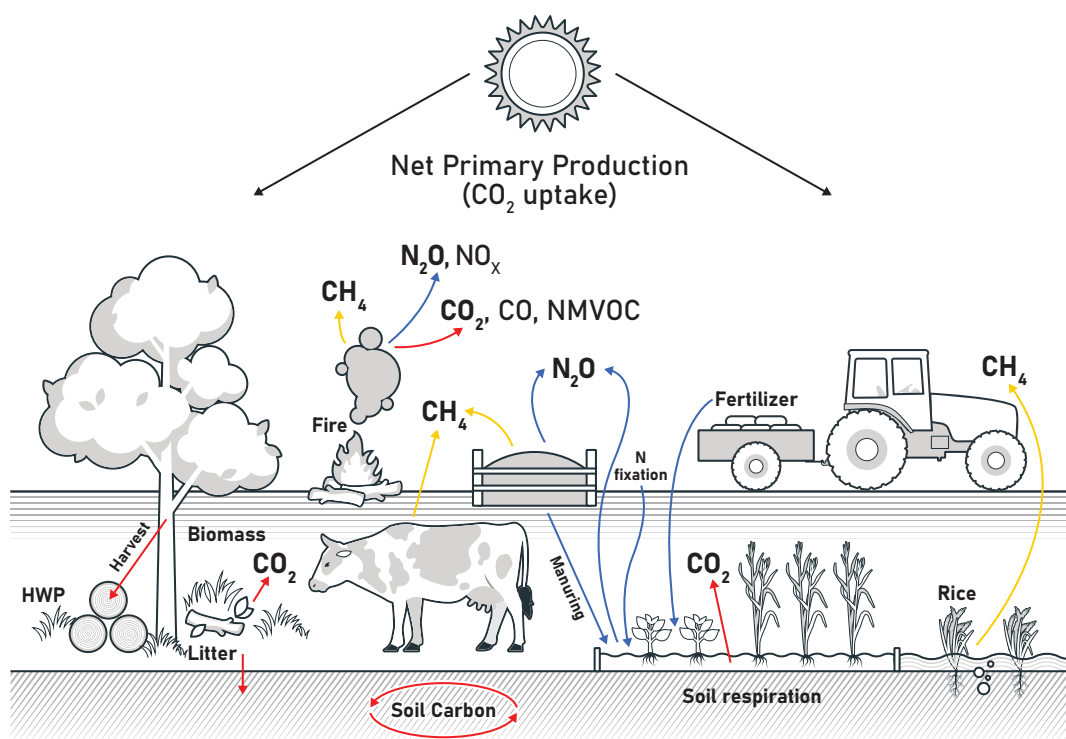 Net Primary Production
(CO₂ uptake)
N₂O, NOₓ
CH₄
CO₂, CO, NMVOC
N₂O
CH₄
Fertilizer
CH₄
Fire
CH₄
N
fixation
Harvest
Biomass
CO₂
HWP
Litter
Manuring
CO₂
Rice
Soil Carbon
Soil respiration